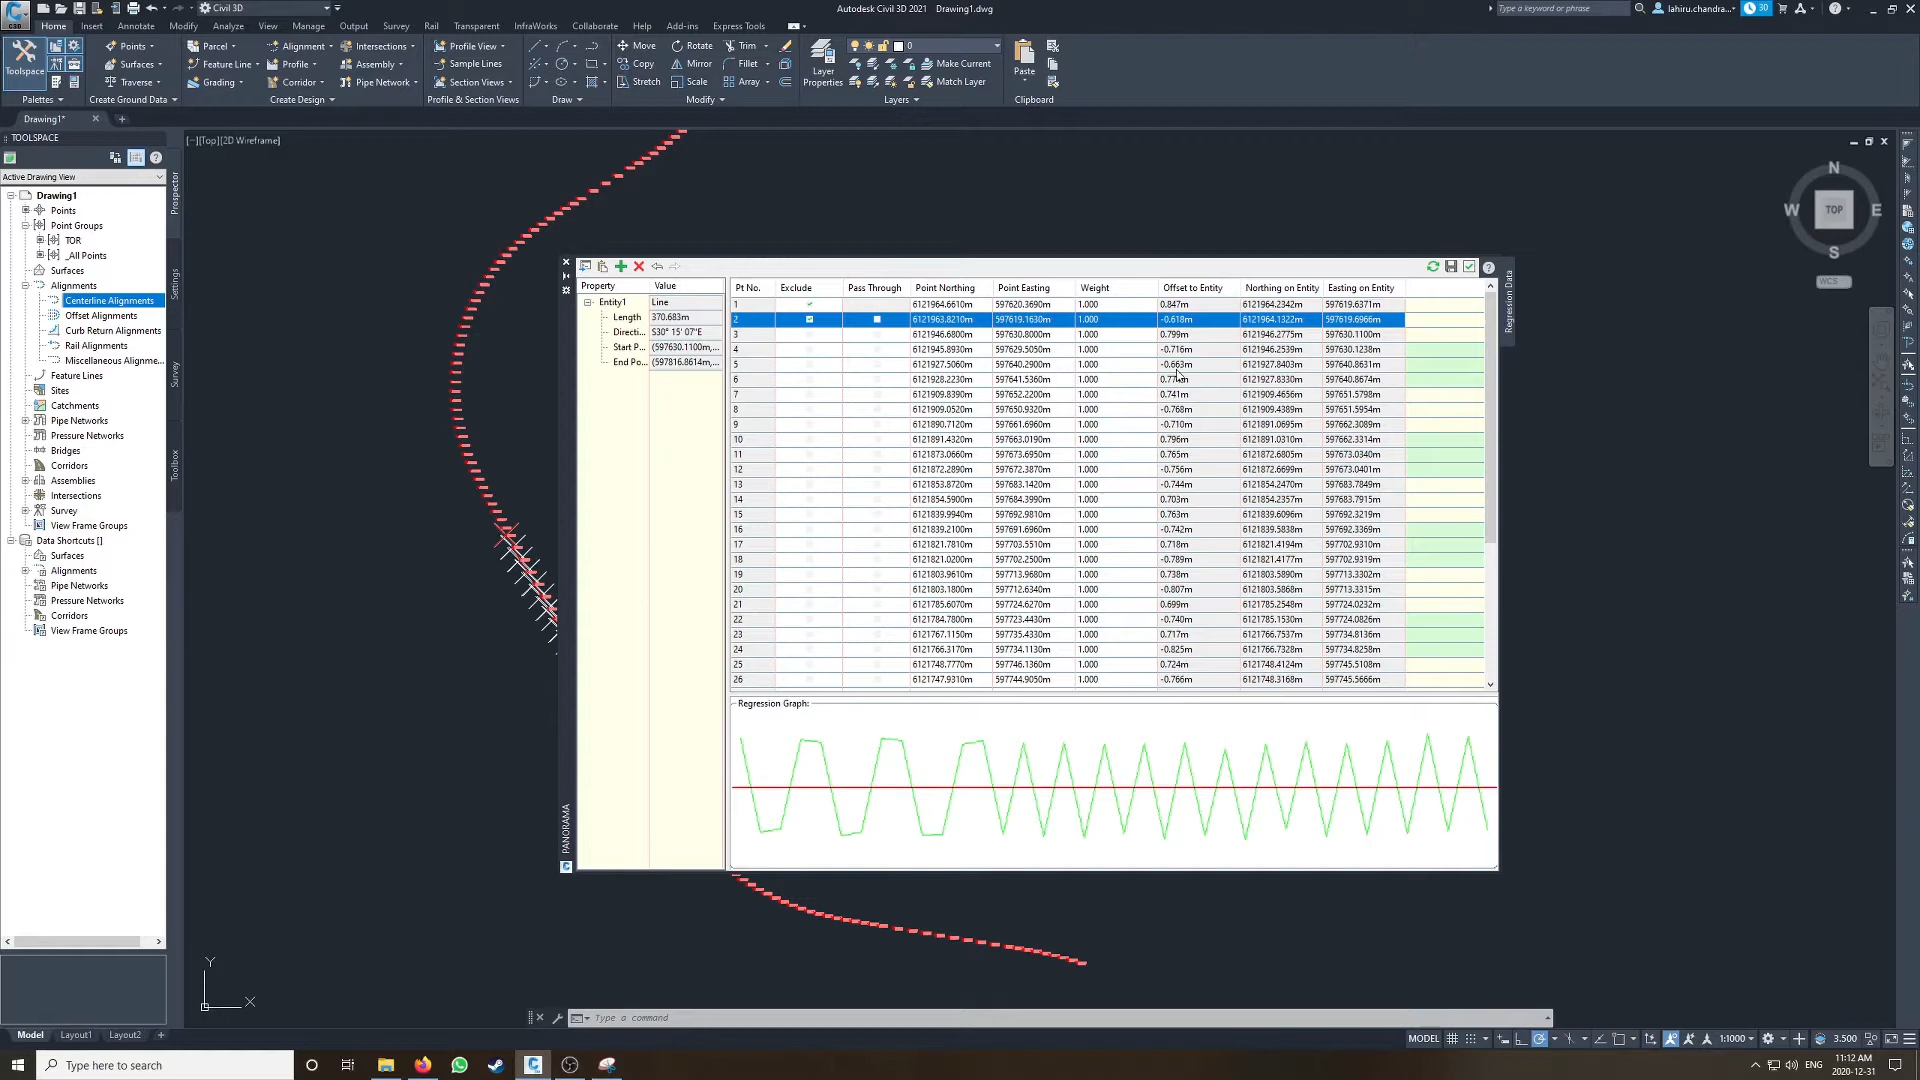 Civil 3D
Autodesk Civil 3D 2021 Drawing1.dwg
Type a keyword or phrase
lahiru.chandra...
30
Home Insert Annotate Modify Analyze View Manage Output Survey Rail Transparent InfraWorks Collaborate Help Add-ins Express Tools
Toolspace
Points Parcel Alignment Intersections Profile View Move Rotate Trim 0
Surfaces Feature Line Profile Assembly Sample Lines Copy Mirror Fillet Make Current
Traverse Grading Corridor Pipe Network Section Views Stretch Scale Array Match Layer
Layer Properties
Paste
Palettes Create Ground Data Create Design Profile & Section Views Draw Modify Layers Clipboard
Drawing1*
TOOLSPACE
[−][Top][2D Wireframe]
Active Drawing View
Drawing1
Points
Point Groups
TOR
_All Points
Surfaces
Alignments
Centerline Alignments
Offset Alignments
Curb Return Alignments
Rail Alignments
Miscellaneous Alignme...
Feature Lines
Sites
Catchments
Pipe Networks
Pressure Networks
Bridges
Corridors
Assemblies
Intersections
Survey
View Frame Groups
Data Shortcuts []
Surfaces
Alignments
Pipe Networks
Pressure Networks
Corridors
View Frame Groups
Prospector
Settings
Survey
Toolbox
N
W TOP E
S
WCS
PANORAMA
Regression Data
Property Value
Entity1 Line
Length 370.683m
Directi... S30° 15' 07"E
Start P... (597630.1100m,...
End Po... (597816.8614m,...
Pt No. Exclude Pass Through Point Northing Point Easting Weight Offset to Entity Northing on Entity Easting on Entity
1 6121964.6610m 597620.3690m 1.000 0.847m 6121964.2342m 597619.6371m
2 6121963.8210m 597619.1630m 1.000 -0.618m 6121964.1322m 597619.6966m
3 6121946.6800m 597630.8000m 1.000 0.799m 6121946.2775m 597630.1100m
4 6121945.8930m 597629.5050m 1.000 -0.716m 6121946.2539m 597630.1238m
5 6121927.5060m 597640.2900m 1.000 -0.663m 6121927.8403m 597640.8631m
6 6121928.2230m 597641.5360m 1.000 6121927.8330m 597640.8674m
7 6121909.8390m 597652.2200m 1.000 0.741m 6121909.4656m 597651.5798m
8 6121909.0520m 597650.9320m 1.000 -0.768m 6121909.4389m 597651.5954m
9 6121890.7120m 597661.6960m 1.000 -0.710m 6121891.0695m 597662.3089m
10 6121891.4320m 597663.0190m 1.000 0.796m 6121891.0310m 597662.3314m
11 6121873.0660m 597673.6950m 1.000 0.765m 6121872.6805m 597673.0340m
12 6121872.2890m 597672.3870m 1.000 -0.756m 6121872.6699m 597673.0401m
13 6121853.8720m 597683.1420m 1.000 -0.744m 6121854.2470m 597683.7849m
14 6121854.5900m 597684.3990m 1.000 0.703m 6121854.2357m 597683.7915m
15 6121839.9940m 597692.9810m 1.000 0.763m 6121839.6096m 597692.3219m
16 6121839.2100m 597691.6960m 1.000 -0.742m 6121839.5838m 597692.3369m
17 6121821.7810m 597703.5510m 1.000 0.718m 6121821.4194m 597702.9310m
18 6121821.0200m 597702.2500m 1.000 -0.789m 6121821.4177m 597702.9319m
19 6121803.9610m 597713.9680m 1.000 0.738m 6121803.5890m 597713.3302m
20 6121803.1800m 597712.6340m 1.000 -0.807m 6121803.5868m 597713.3315m
21 6121785.6070m 597724.6270m 1.000 0.699m 6121785.2548m 597724.0232m
22 6121784.7800m 597723.4430m 1.000 -0.740m 6121785.1530m 597724.0826m
23 6121767.1150m 597735.4330m 1.000 0.717m 6121766.7537m 597734.8136m
24 6121766.3170m 597734.1130m 1.000 -0.825m 6121766.7328m 597734.8258m
25 6121748.7770m 597746.1360m 1.000 0.724m 6121748.4124m 597745.5108m
26 6121747.9310m 597744.9050m 1.000 -0.766m 6121748.3168m 597745.5666m
Regression Graph:
Y
X
Type a command
Model Layout1 Layout2
MODEL 1:1000 3.500
Type here to search
ENG
11:12 AM
2020-12-31